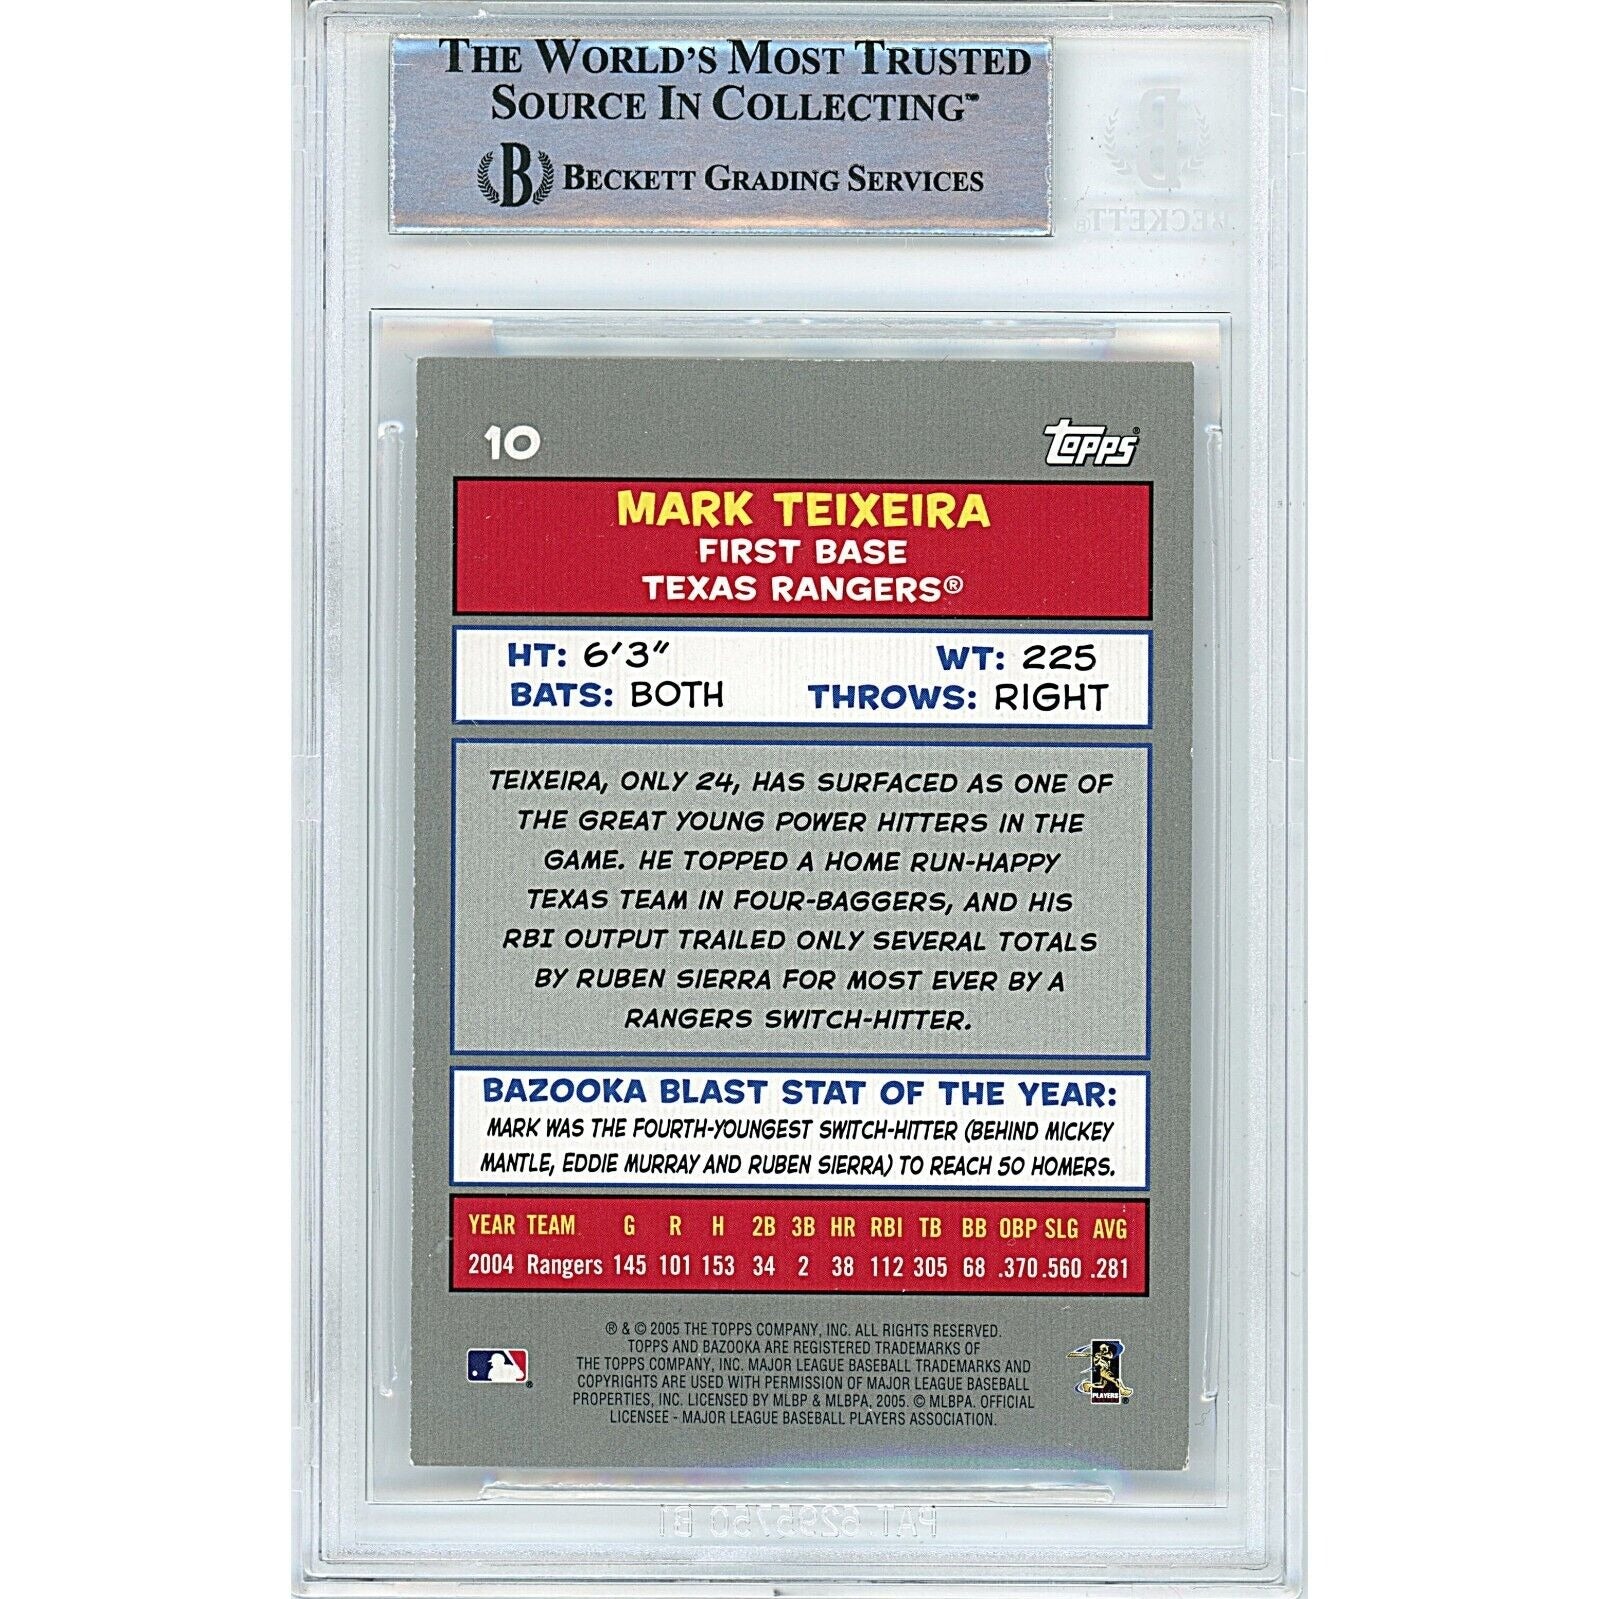 THE WORLD'S MOST TRUSTED
SOURCE IN COLLECTING™
B BECKETT GRADING SERVICES
B
BECKETT®
10
Topps®
MARK TEIXEIRA
FIRST BASE
TEXAS RANGERS®
HT: 6'3" WT: 225
BATS: BOTH THROWS: RIGHT
TEIXEIRA, ONLY 24, HAS SURFACED AS ONE OF
THE GREAT YOUNG POWER HITTERS IN THE
GAME. HE TOPPED A HOME RUN-HAPPY
TEXAS TEAM IN FOUR-BAGGERS, AND HIS
RBI OUTPUT TRAILED ONLY SEVERAL TOTALS
BY RUBEN SIERRA FOR MOST EVER BY A
RANGERS SWITCH-HITTER.
BAZOOKA BLAST STAT OF THE YEAR:
MARK WAS THE FOURTH-YOUNGEST SWITCH-HITTER (BEHIND MICKEY
MANTLE, EDDIE MURRAY AND RUBEN SIERRA) TO REACH 50 HOMERS.
YEAR TEAM G R H 2B 3B HR RBI TB BB OBP SLG AVG
2004 Rangers 145 101 153 34 2 38 112 305 68 .370 .560 .281
® & © 2005 THE TOPPS COMPANY, INC. ALL RIGHTS RESERVED.
TOPPS AND BAZOOKA ARE REGISTERED TRADEMARKS OF
THE TOPPS COMPANY, INC. MAJOR LEAGUE BASEBALL TRADEMARKS AND
COPYRIGHTS ARE USED WITH PERMISSION OF MAJOR LEAGUE BASEBALL
PROPERTIES, INC. LICENSED BY MLBP & MLBPA, 2005. © MLBPA. OFFICIAL
LICENSEE - MAJOR LEAGUE BASEBALL PLAYERS ASSOCIATION.
PLAYERS
PAT. 6295750 B1